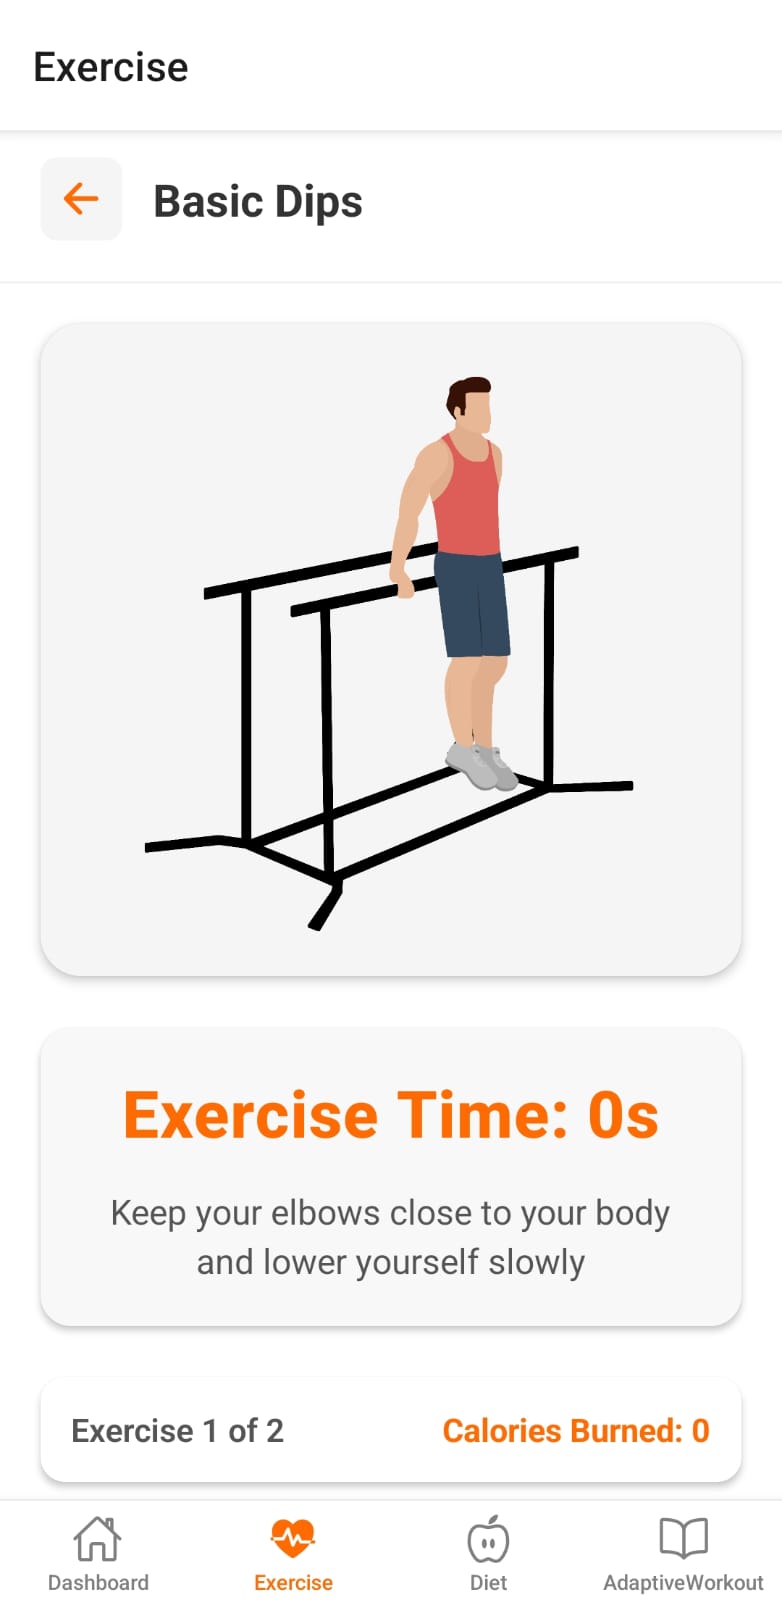 Exercise
Basic Dips
Exercise Time: 0s
Keep your elbows close to your body
and lower yourself slowly
Exercise 1 of 2
Calories Burned: 0
Dashboard
Exercise
Diet
AdaptiveWorkout